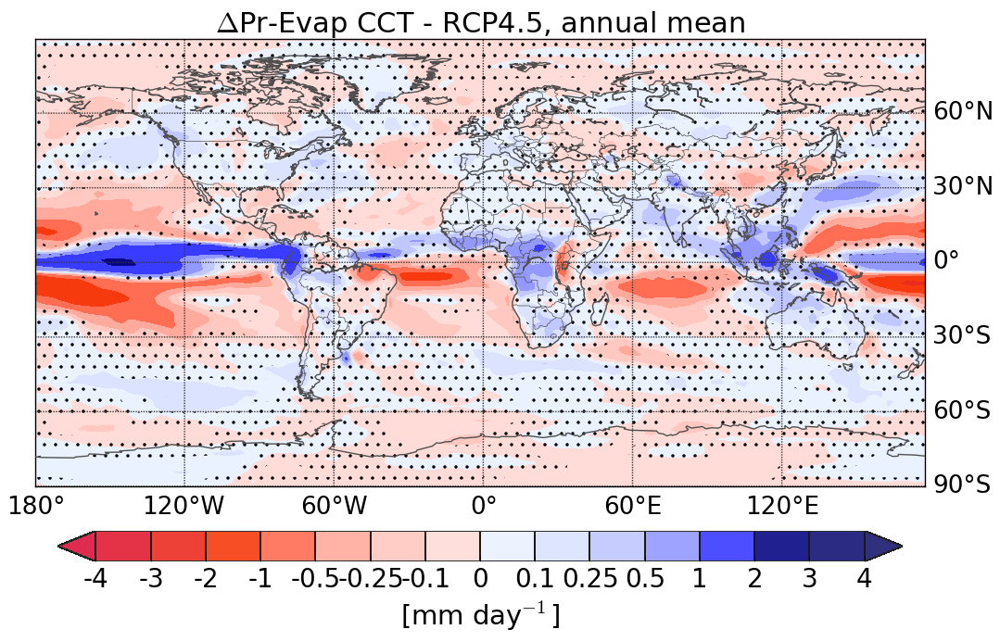 ΔPr-Evap CCT - RCP4.5, annual mean
60°N
30°N
0°
30°S
60°S
90°S
180° 120°W 60°W 0° 60°E 120°E
-4 -3 -2 -1 -0.5 -0.25 -0.1 0 0.1 0.25 0.5 1 2 3 4
[mm day⁻¹]